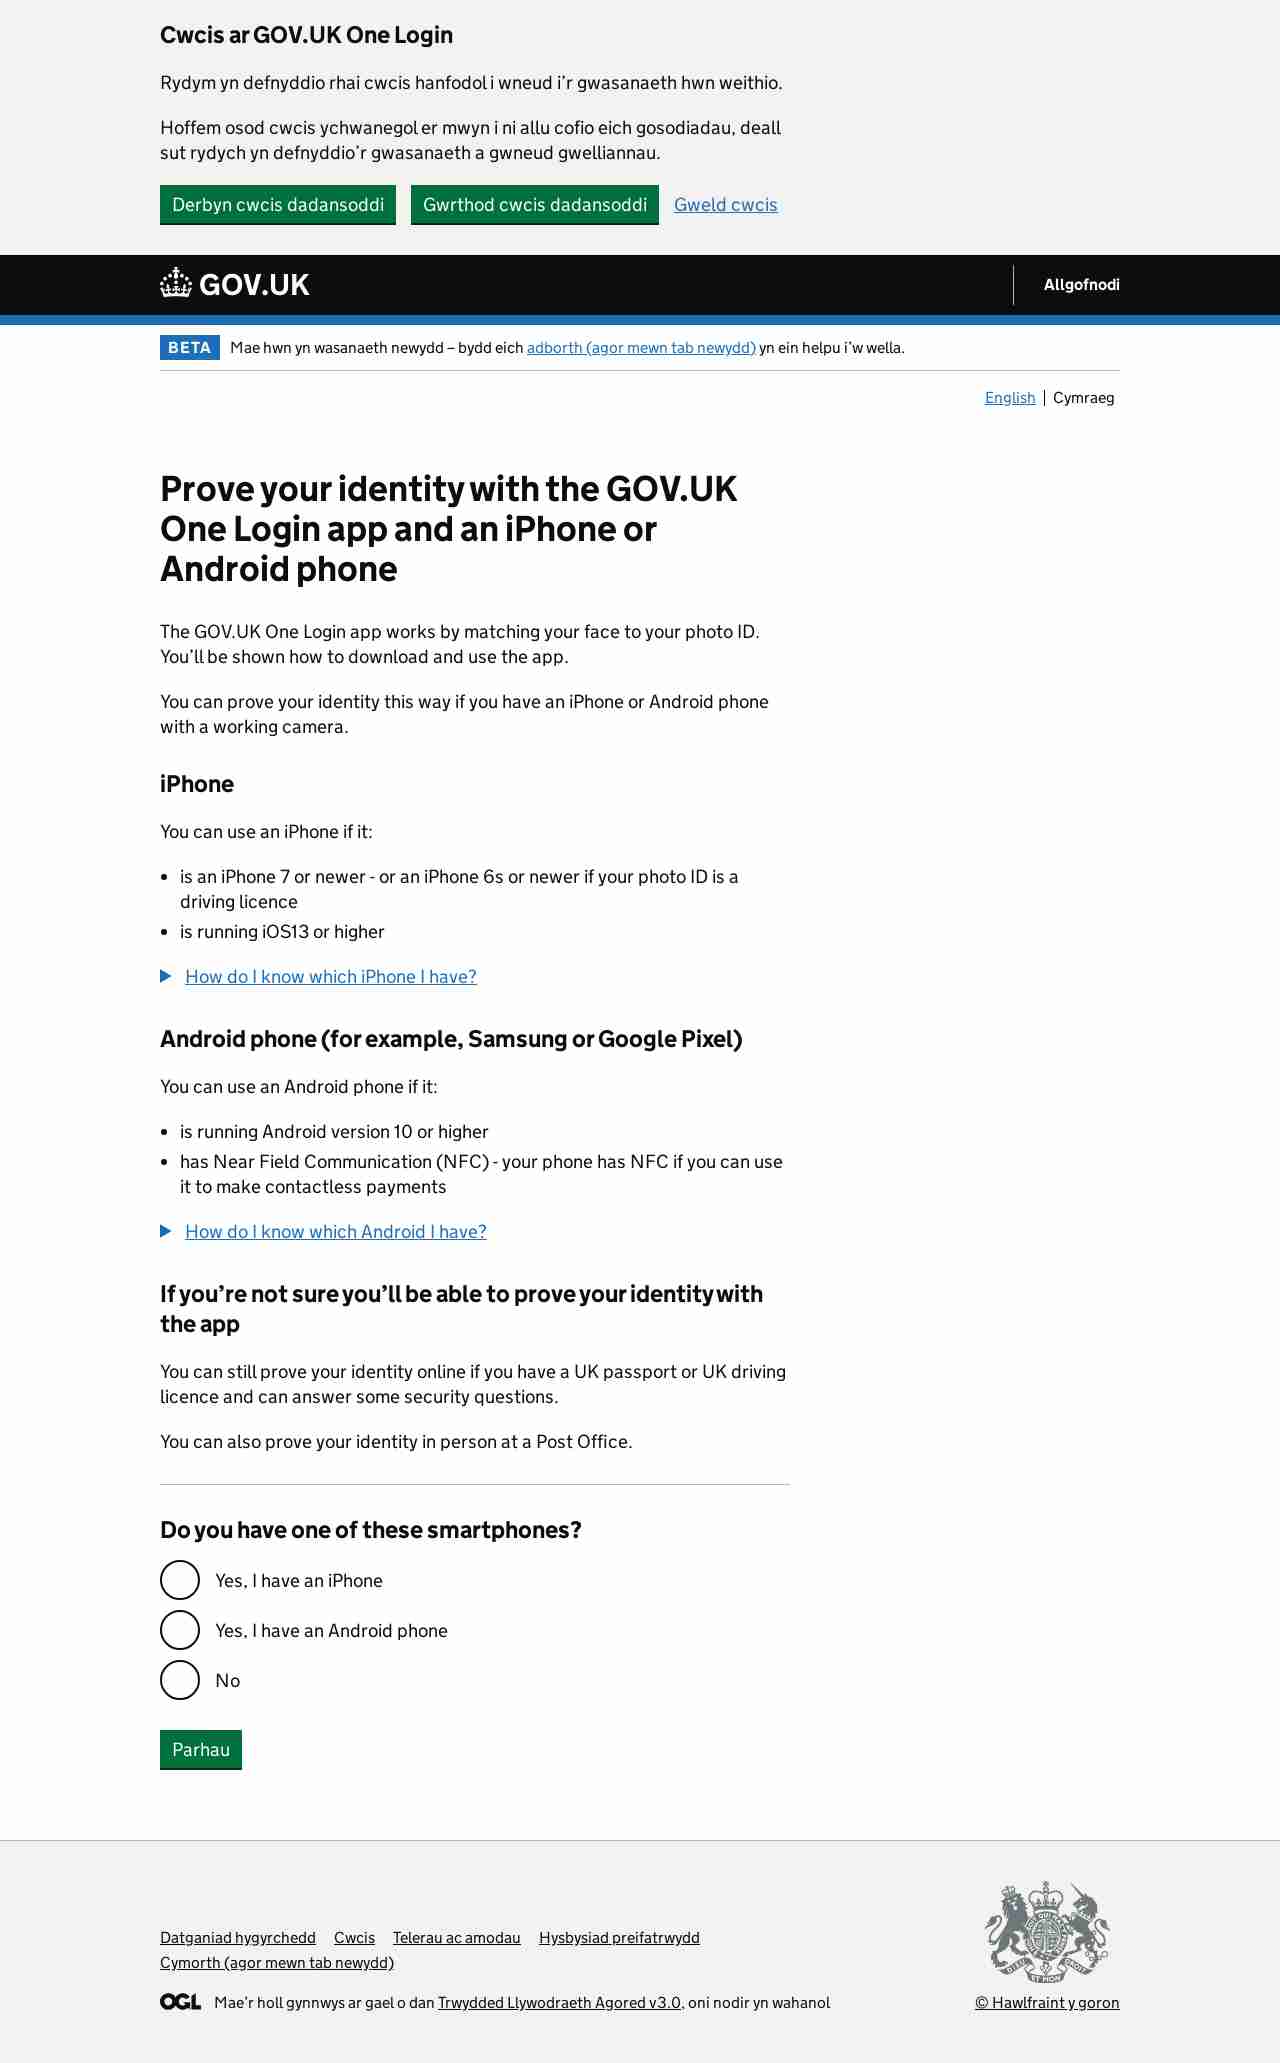 Cwcis ar GOV.UK One Login
Rydym yn defnyddio rhai cwcis hanfodol i wneud i’r gwasanaeth hwn weithio.
Hoffem osod cwcis ychwanegol er mwyn i ni allu cofio eich gosodiadau, deall
sut rydych yn defnyddio’r gwasanaeth a gwneud gwelliannau.
Derbyn cwcis dadansoddi Gwrthod cwcis dadansoddi Gweld cwcis
GOV.UK Allgofnodi
BETA Mae hwn yn wasanaeth newydd – bydd eich adborth (agor mewn tab newydd) yn ein helpu i’w wella.
English Cymraeg
Prove your identity with the GOV.UK
One Login app and an iPhone or
Android phone
The GOV.UK One Login app works by matching your face to your photo ID.
You’ll be shown how to download and use the app.
You can prove your identity this way if you have an iPhone or Android phone
with a working camera.
iPhone
You can use an iPhone if it:
• is an iPhone 7 or newer - or an iPhone 6s or newer if your photo ID is a
driving licence
• is running iOS13 or higher
How do I know which iPhone I have?
Android phone (for example, Samsung or Google Pixel)
You can use an Android phone if it:
• is running Android version 10 or higher
• has Near Field Communication (NFC) - your phone has NFC if you can use
it to make contactless payments
How do I know which Android I have?
If you’re not sure you’ll be able to prove your identity with
the app
You can still prove your identity online if you have a UK passport or UK driving
licence and can answer some security questions.
You can also prove your identity in person at a Post Office.
Do you have one of these smartphones?
Yes, I have an iPhone
Yes, I have an Android phone
No
Parhau
Datganiad hygyrchedd Cwcis Telerau ac amodau Hysbysiad preifatrwydd
Cymorth (agor mewn tab newydd)
OGL Mae’r holl gynnwys ar gael o dan Trwydded Llywodraeth Agored v3.0, oni nodir yn wahanol
© Hawlfraint y goron